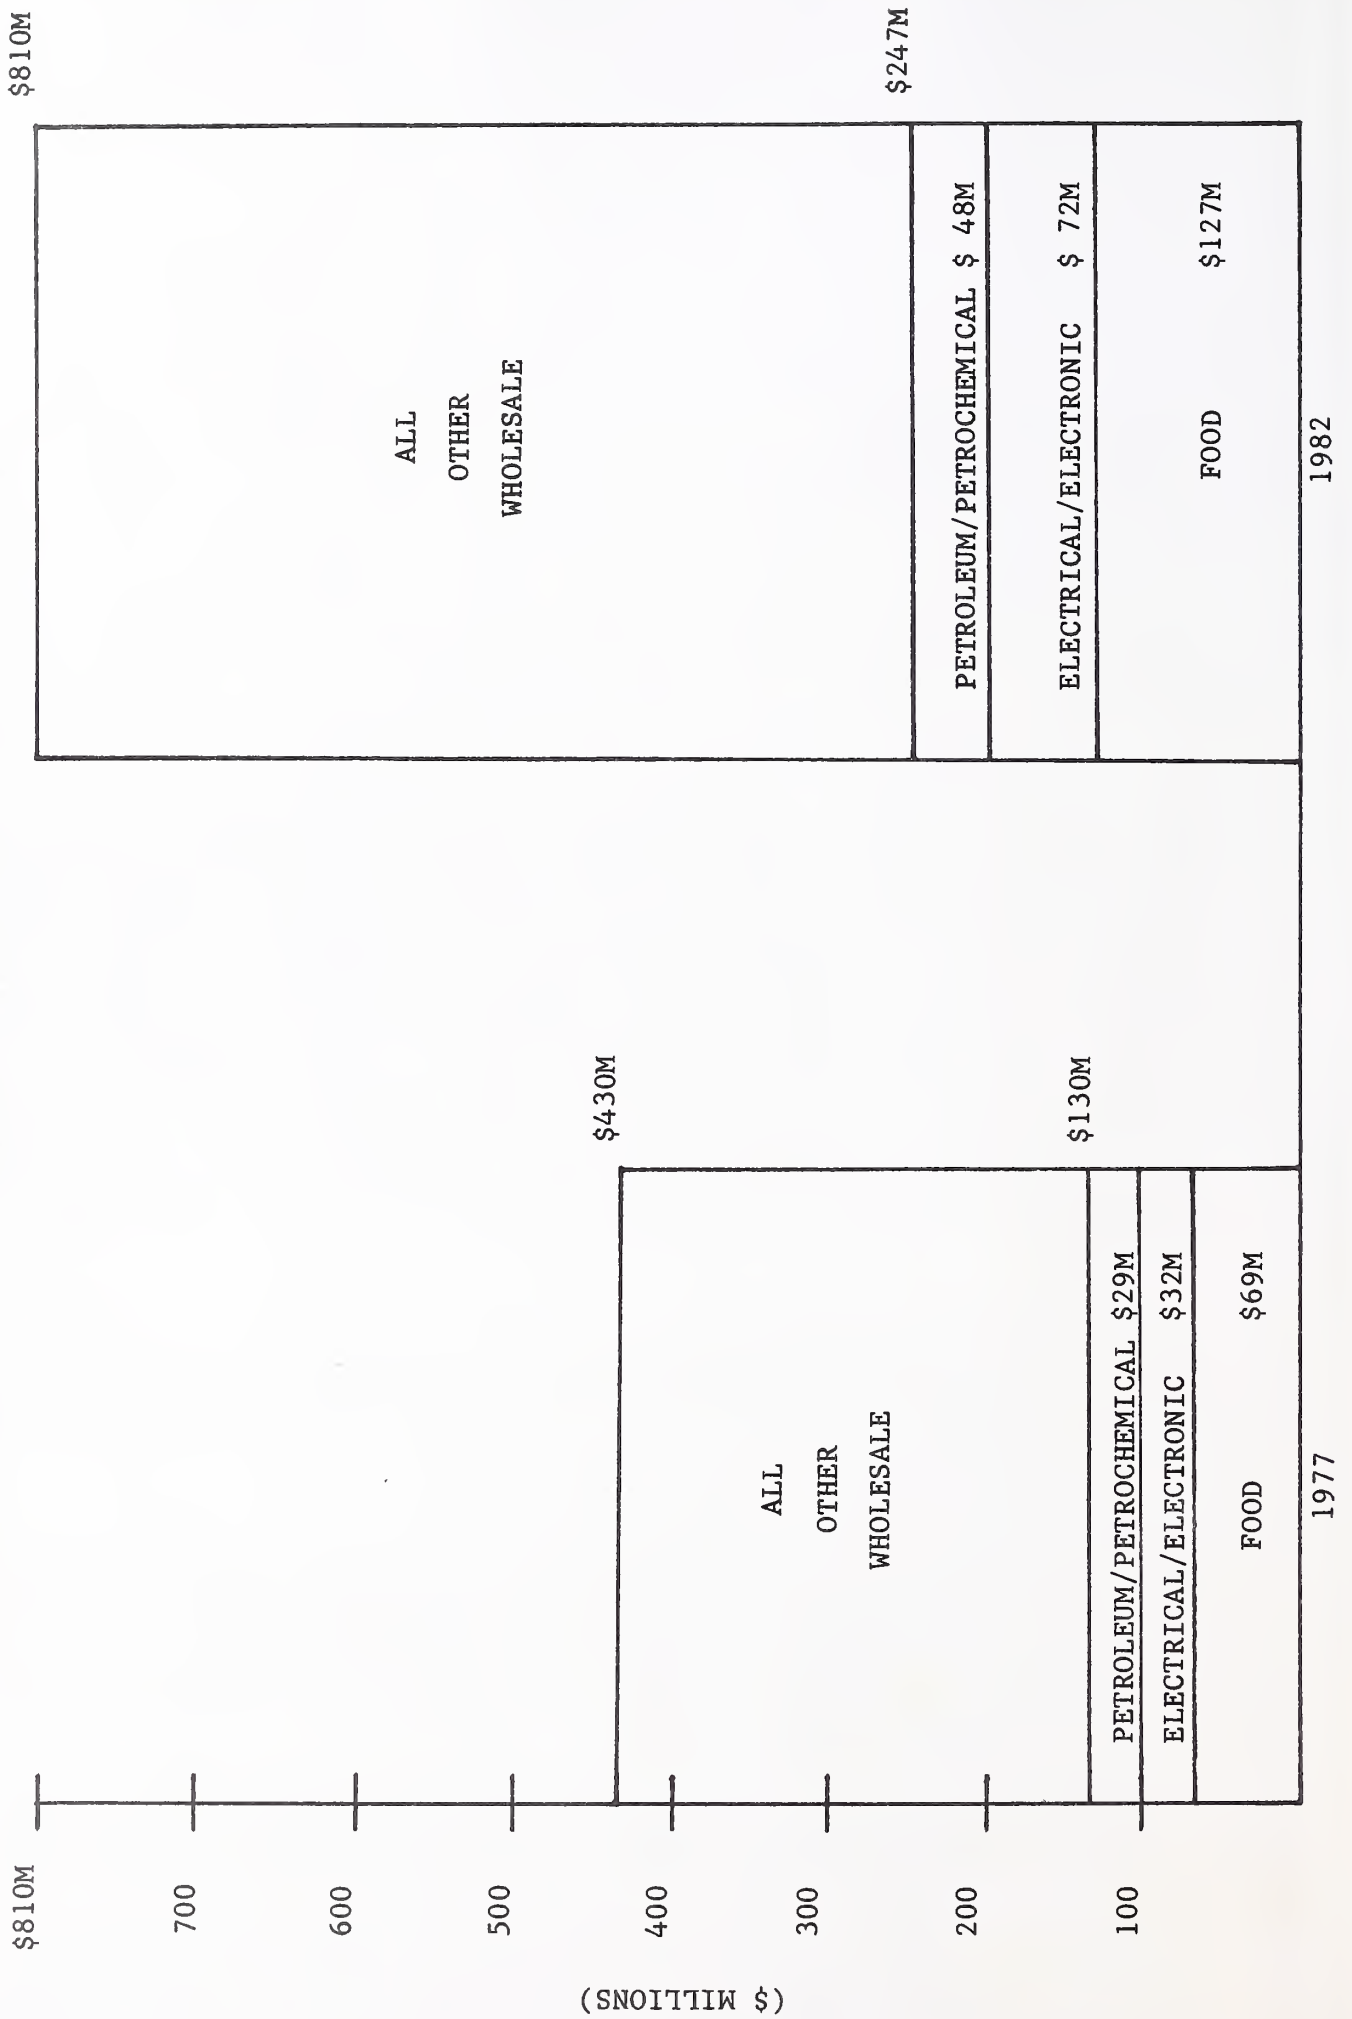 ($ MILLIONS)
$810M
700
600
500
400
300
200
100
$430M
ALL
OTHER
WHOLESALE
$130M
PETROLEUM/PETROCHEMICAL $29M
ELECTRICAL/ELECTRONIC $32M
FOOD $69M
1977
$810M
ALL
OTHER
WHOLESALE
$247M
PETROLEUM/PETROCHEMICAL $ 48M
ELECTRICAL/ELECTRONIC $ 72M
FOOD $127M
1982